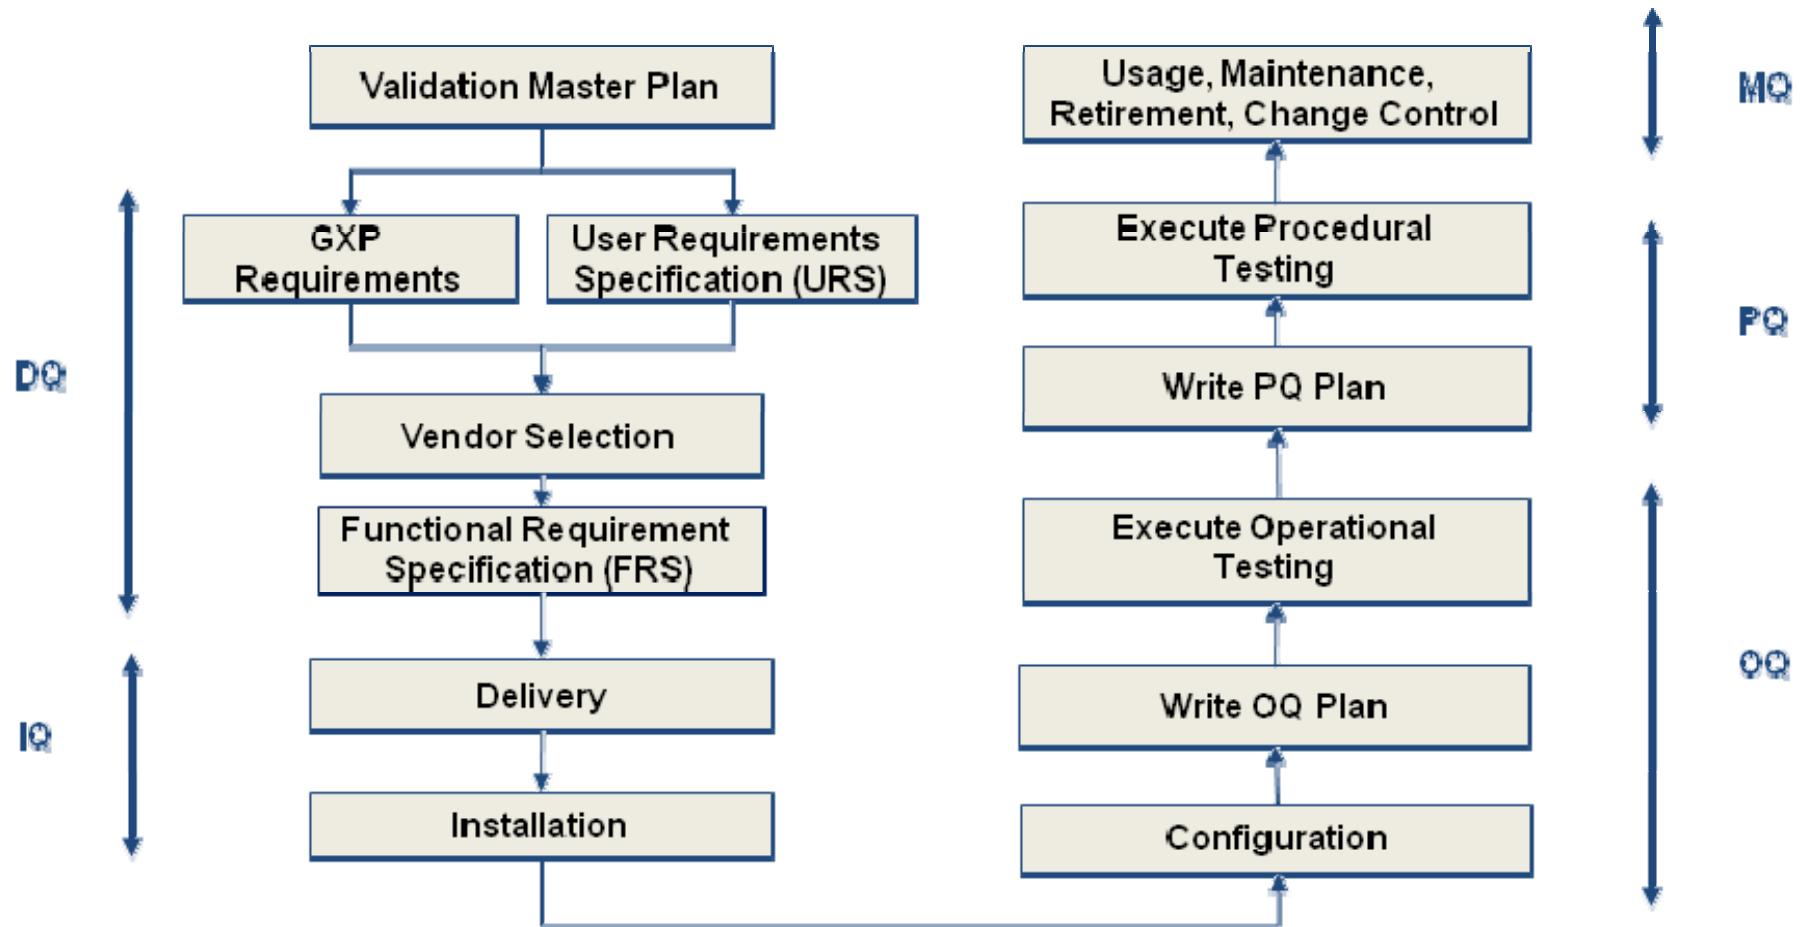 Validation Master Plan
GXP
Requirements
User Requirements
Specification (URS)
DQ
Vendor Selection
Functional Requirement
Specification (FRS)
IQ
Delivery
Installation
Usage, Maintenance,
Retirement, Change Control
MQ
Execute Procedural
Testing
PQ
Write PQ Plan
Execute Operational
Testing
OQ
Write OQ Plan
Configuration